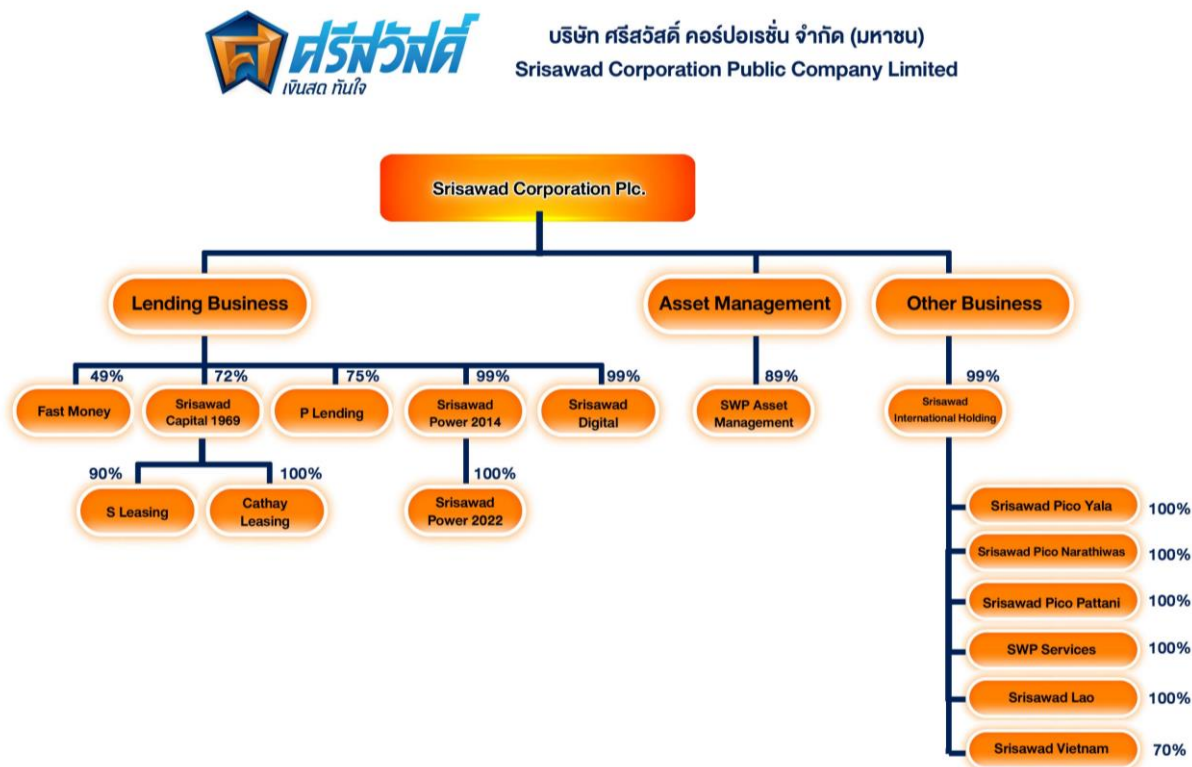 ศรีสวัสดิ์
เงินสด ทันใจ
บริษัท ศรีสวัสดิ์ คอร์ปอเรชั่น จำกัด (มหาชน)
Srisawad Corporation Public Company Limited
Srisawad Corporation Plc.
Lending Business
Asset Management
Other Business
49%
72%
75%
99%
99%
89%
99%
Fast Money
Srisawad
Capital 1969
P Lending
Srisawad
Power 2014
Srisawad
Digital
SWP Asset
Management
Srisawad
International Holding
90%
100%
100%
S Leasing
Cathay
Leasing
Srisawad
Power 2022
Srisawad Pico Yala
100%
Srisawad Pico Narathiwas
100%
Srisawad Pico Pattani
100%
SWP Services
100%
Srisawad Lao
100%
Srisawad Vietnam
70%